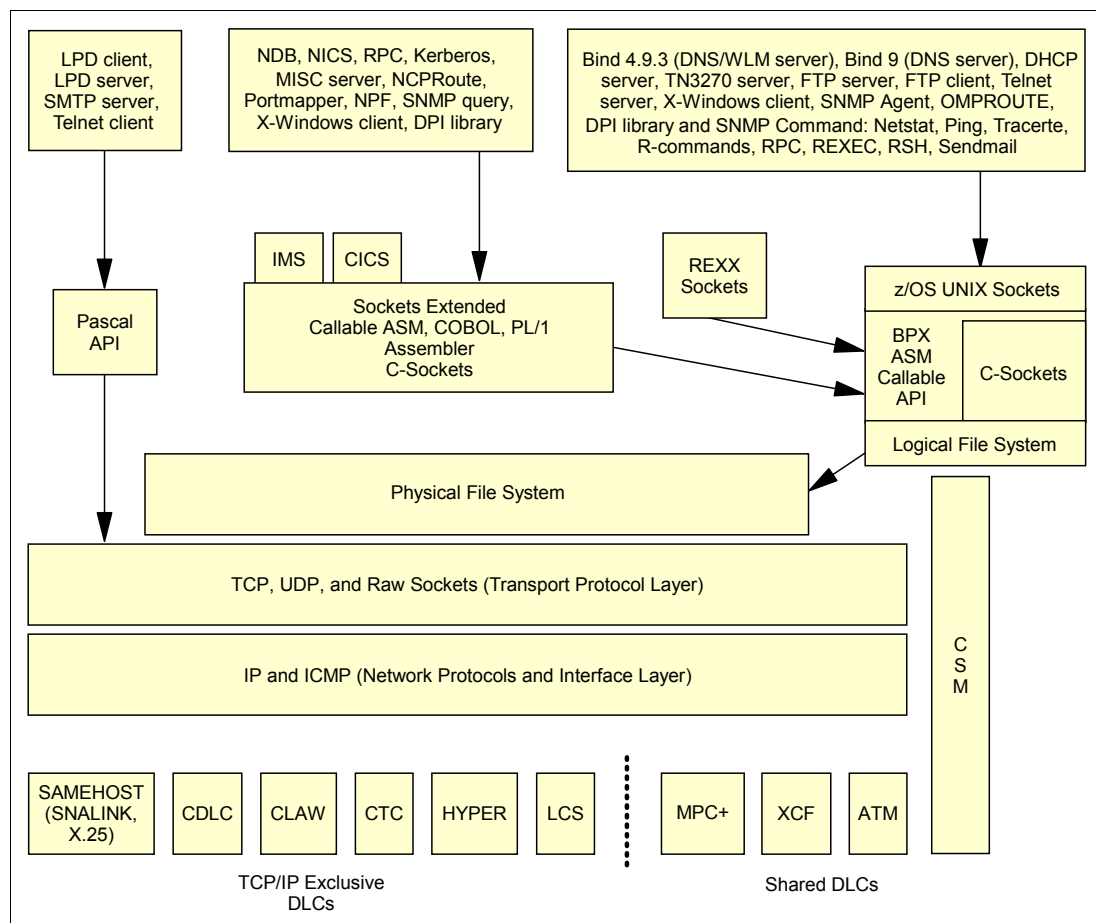 LPD client,
LPD server,
SMTP server,
Telnet client
NDB, NICS, RPC, Kerberos,
MISC server, NCPRoute,
Portmapper, NPF, SNMP query,
X-Windows client, DPI library
Bind 4.9.3 (DNS/WLM server), Bind 9 (DNS server), DHCP
server, TN3270 server, FTP server, FTP client, Telnet
server, X-Windows client, SNMP Agent, OMPROUTE,
DPI library and SNMP Command: Netstat, Ping, Tracerte,
R-commands, RPC, REXEC, RSH, Sendmail
IMS
CICS
REXX
Sockets
Pascal
API
Sockets Extended
Callable ASM, COBOL, PL/1
Assembler
C-Sockets
z/OS UNIX Sockets
BPX
ASM
Callable
API
C-Sockets
Logical File System
Physical File System
TCP, UDP, and Raw Sockets (Transport Protocol Layer)
IP and ICMP (Network Protocols and Interface Layer)
C
S
M
SAMEHOST
(SNALINK,
X.25)
CDLC
CLAW
CTC
HYPER
LCS
MPC+
XCF
ATM
TCP/IP Exclusive
DLCs
Shared DLCs